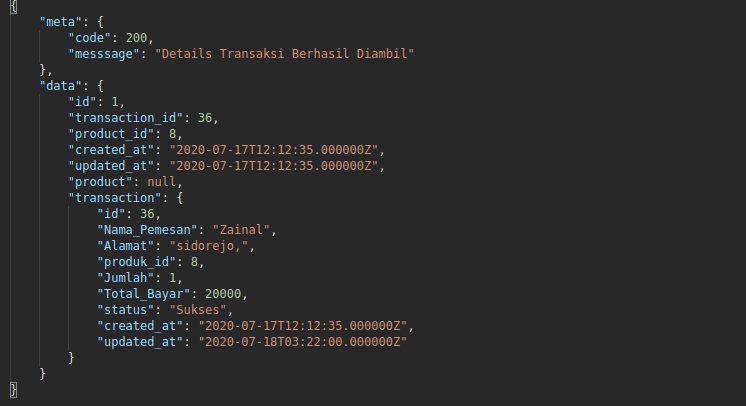 {
    "meta": {
        "code": 200,
        "messsage": "Details Transaksi Berhasil Diambil"
    },
    "data": {
        "id": 1,
        "transaction_id": 36,
        "product_id": 8,
        "created_at": "2020-07-17T12:12:35.000000Z",
        "updated_at": "2020-07-17T12:12:35.000000Z",
        "product": null,
        "transaction": {
            "id": 36,
            "Nama_Pemesan": "Zainal",
            "Alamat": "sidorejo,",
            "produk_id": 8,
            "Jumlah": 1,
            "Total_Bayar": 20000,
            "status": "Sukses",
            "created_at": "2020-07-17T12:12:35.000000Z",
            "updated_at": "2020-07-18T03:22:00.000000Z"
        }
    }
}